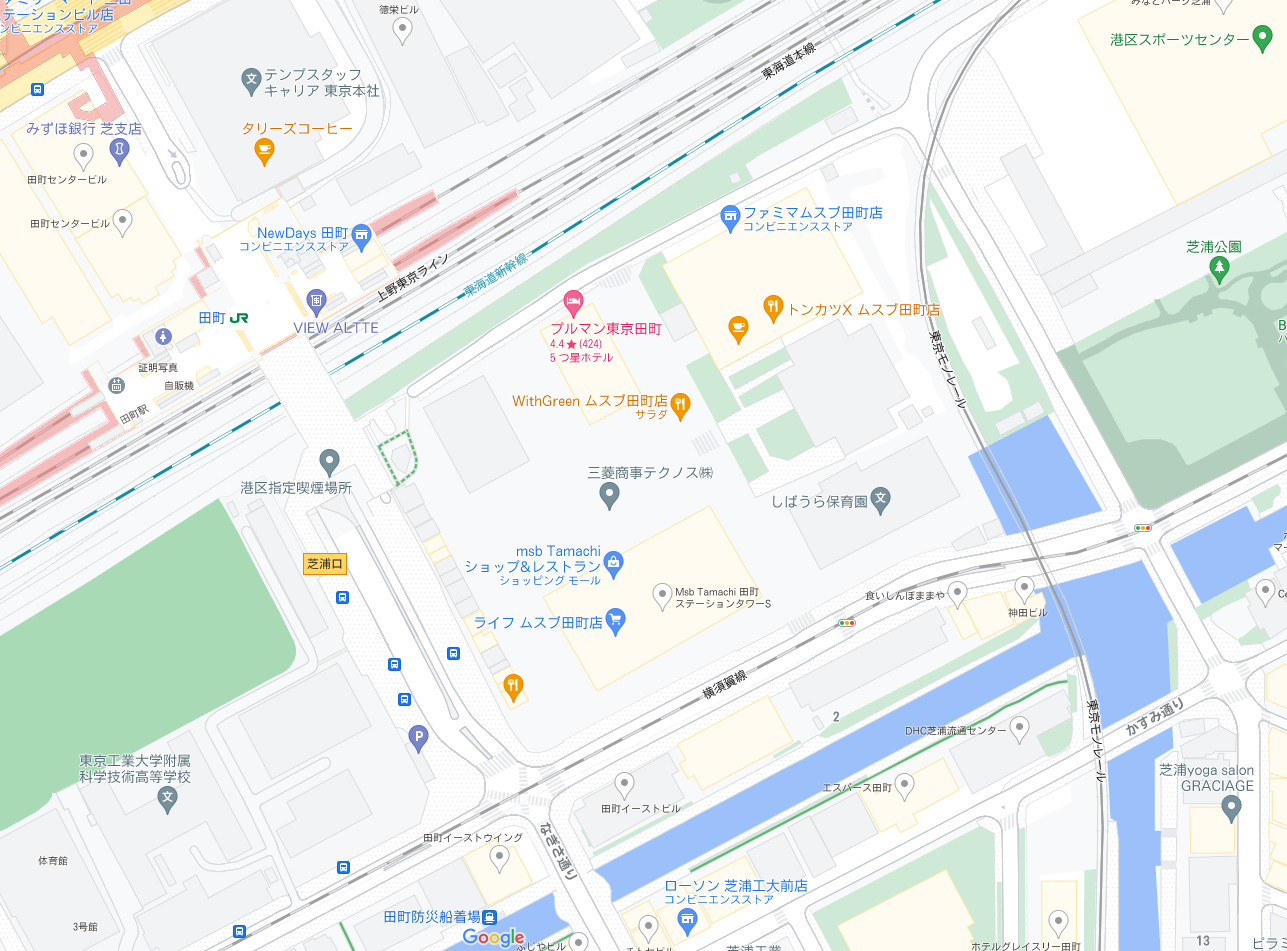 ーションビル店
コンビニエンスストア
徳栄ビル
東海道本線
港区スポーツセンター
テンプスタッフ
キャリア 東京本社
みずほ銀行 芝支店
タリーズコーヒー
田町センタービル
田町センタービル
NewDays 田町
コンビニエンスストア
ファミマムスブ田町店
コンビニエンスストア
芝浦公園
上野東京ライン
東海道新幹線
田町 JR
VIEW ALTTE
プルマン東京田町
4.4★(424)
5 つ星ホテル
トンカツX ムスブ田町店
東京モノレール
証明写真
自販機
田町駅
WithGreen ムスブ田町店
サラダ
港区指定喫煙場所
三菱商事テクノス㈱
しばうら保育園
芝浦口
msb Tamachi
ショップ&レストラン
ショッピング モール
Msb Tamachi 田町
ステーションタワーS
食いしんぼままや
神田ビル
ライフ ムスブ田町店
横須賀線
2
DHC芝浦流通センター
東京モノレール
かすみ通り
P
東京工業大学附属
科学技術高等学校
エスパース田町
芝浦yoga salon
GRACIAGE
田町イーストビル
田町イーストウイング
なぎさ通り
体育館
3号館
田町防災船着場
Google
ローソン 芝浦工大前店
コンビニエンスストア
ホテルグレイスリー田町
13